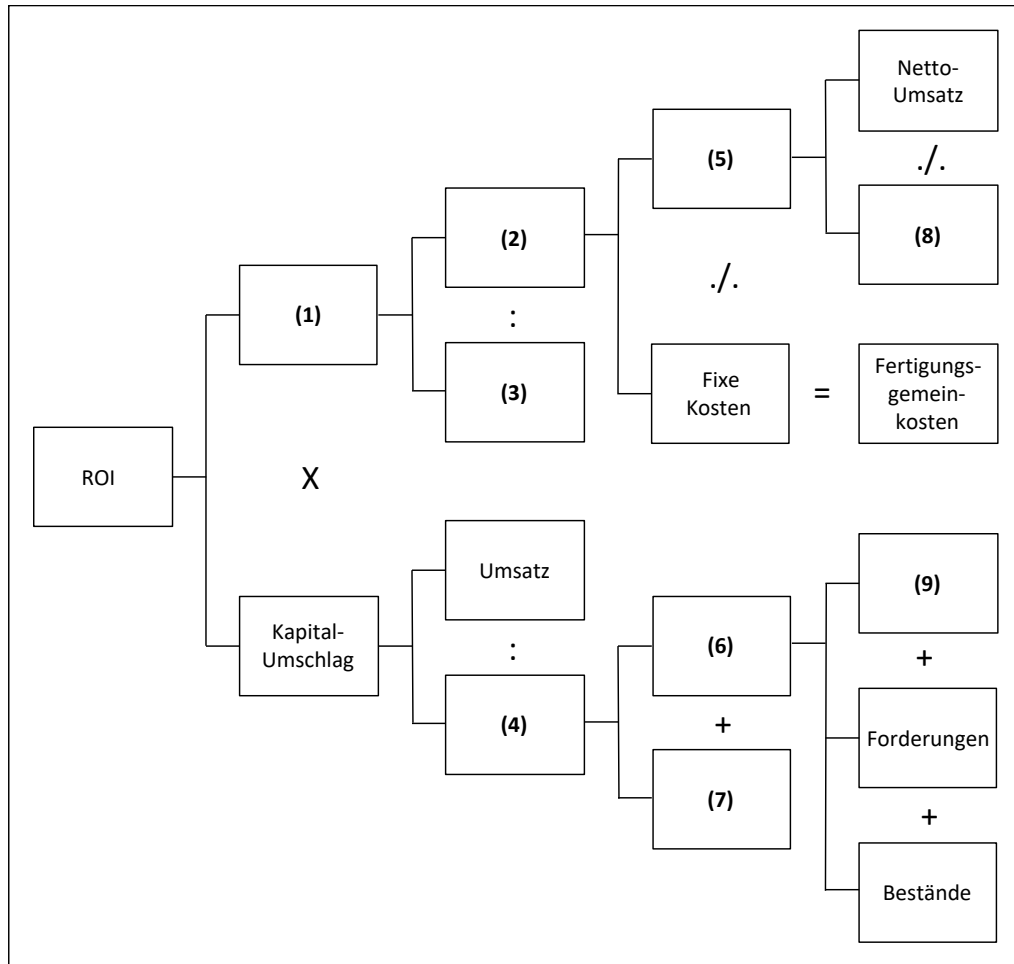 Netto-
Umsatz
(5)
./.
(2)
(8)
(1)
./.
:
(3)
Fixe
Kosten
=
Fertigungs-
gemein-
kosten
ROI
X
Umsatz
(9)
Kapital-
Umschlag
:
(6)
+
(4)
+
Forderungen
(7)
+
Bestände